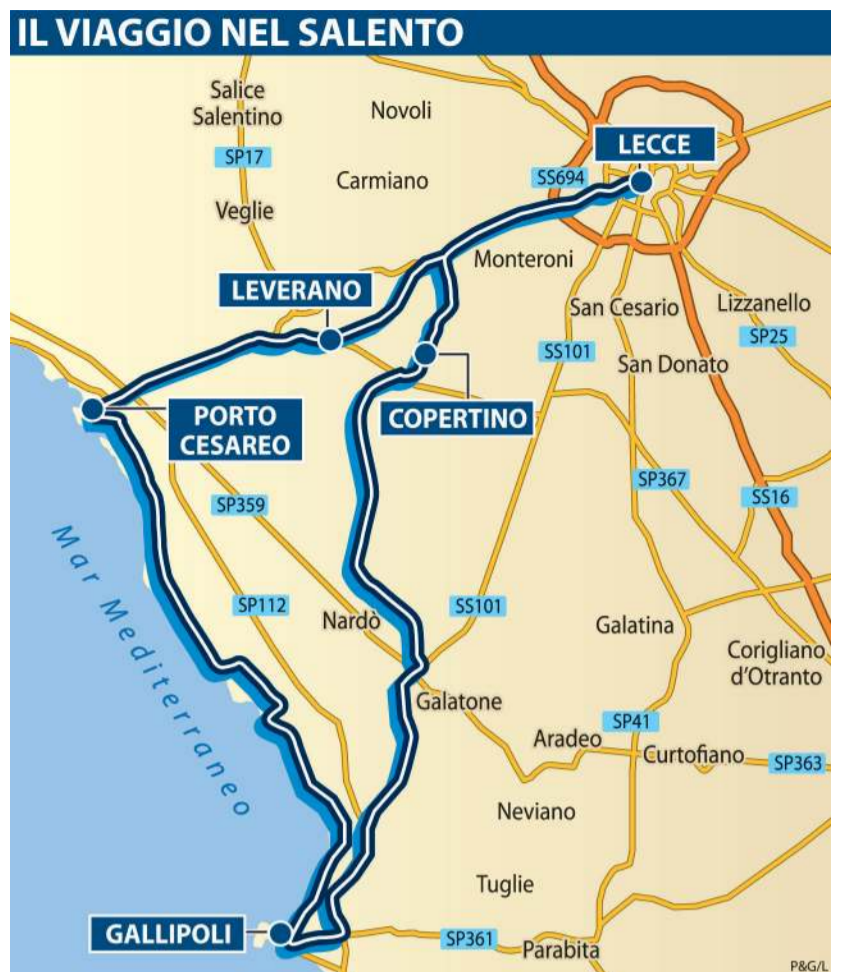 IL VIAGGIO NEL SALENTO
Salice
Salentino
Novoli
LECCE
SP17
Carmiano
SS694
Veglie
Monteroni
LEVERANO
San Cesario
Lizzanello
SP25
SS101
San Donato
PORTO
CESAREO
COPERTINO
SP367
SS16
SP359
Mar Mediterraneo
SP112
Nardò
SS101
Galatina
Corigliano
d'Otranto
Galatone
SP41
Aradeo
Curtofiano
SP363
Neviano
Tuglie
GALLIPOLI
SP361
Parabita
P&G/L